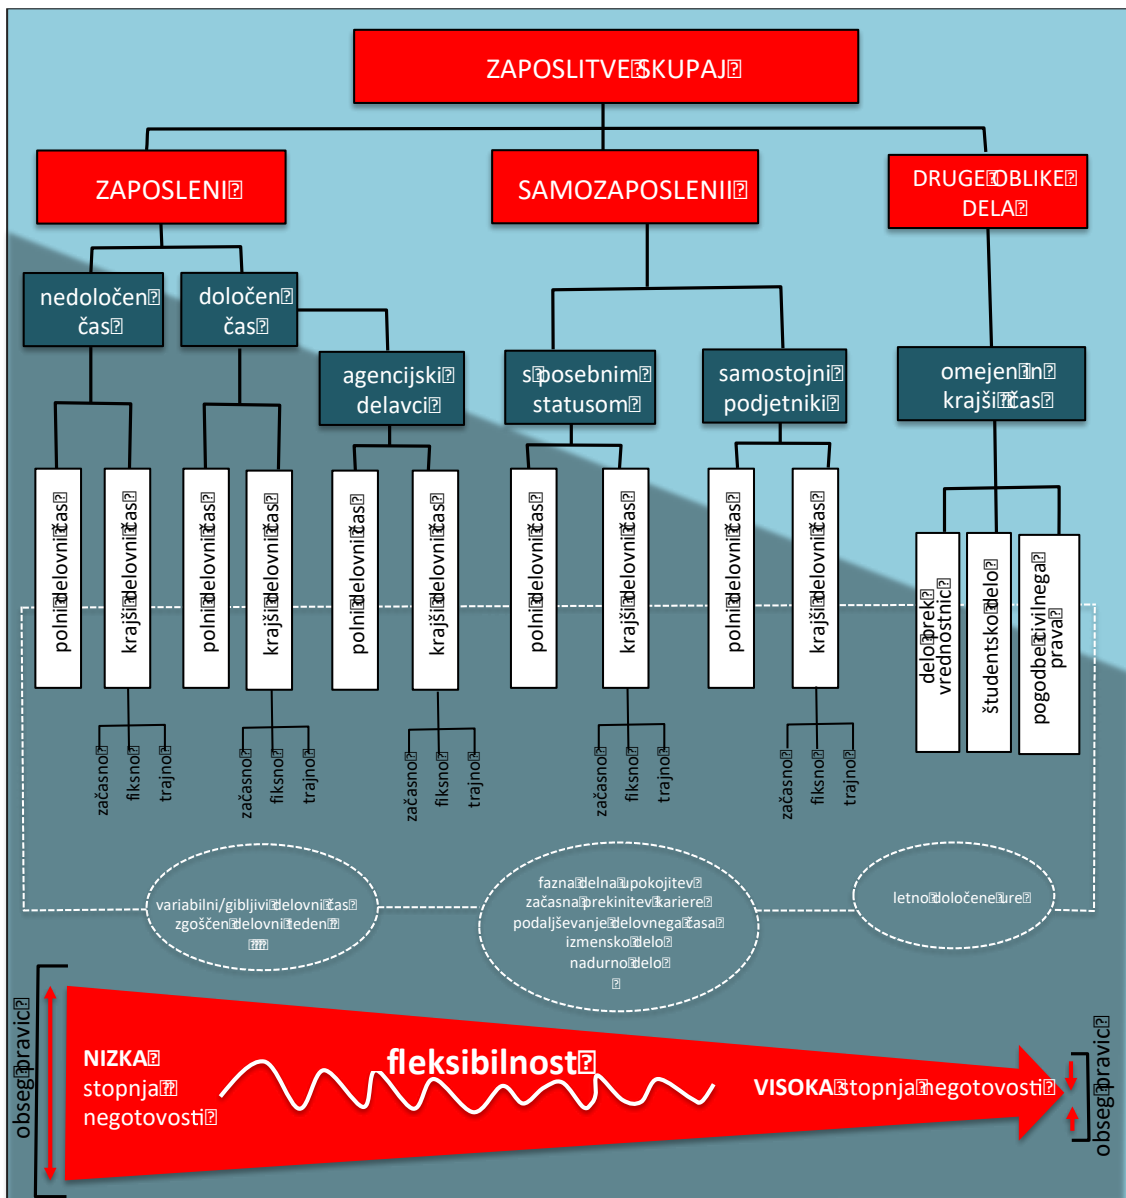 ZAPOSLITVE SKUPAJ
ZAPOSLENI
SAMOZAPOSLENII
DRUGE OBLIKE
DELA
nedoločen
čas
določen
čas
agencijski
delavci
s posebnim
statusom
samostojni
podjetniki
omejen in
krajši čas
polni delovni čas
krajši delovni čas
polni delovni čas
krajši delovni čas
polni delovni čas
krajši delovni čas
polni delovni čas
krajši delovni čas
polni delovni čas
krajši delovni čas
delo prek
vrednostnic
študentsko delo
pogodbe civilnega
prava
začasno
fiksno
trajno
začasno
fiksno
trajno
začasno
fiksno
trajno
začasno
fiksno
trajno
začasno
fiksno
trajno
variabilni/gibljivi delovni čas
zgoščen delovni teden
fazna delna upokojitev
začasna prekinitev kariere
podaljševanje delovnega časa
izmensko delo
nadurno delo
letno določene ure
obseg pravic
NIZKA
stopnja
negotovosti
fleksibilnost
VISOKA stopnja negotovosti
obseg pravic